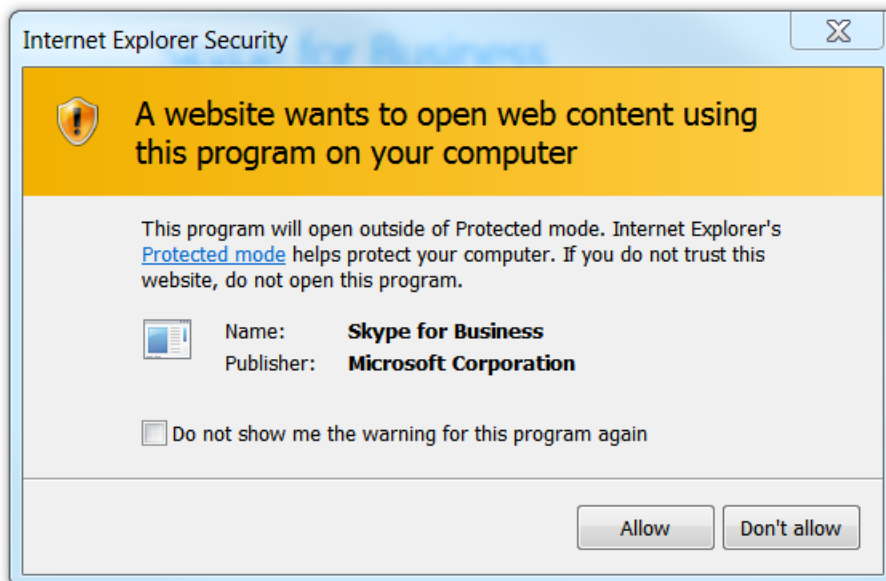 Internet Explorer Security
for Business
A website wants to open web content using
this program on your computer
This program will open outside of Protected mode. Internet Explorer's
Protected mode helps protect your computer. If you do not trust this
website, do not open this program.
Name: Skype for Business
Publisher: Microsoft Corporation
Do not show me the warning for this program again
Allow Don't allow